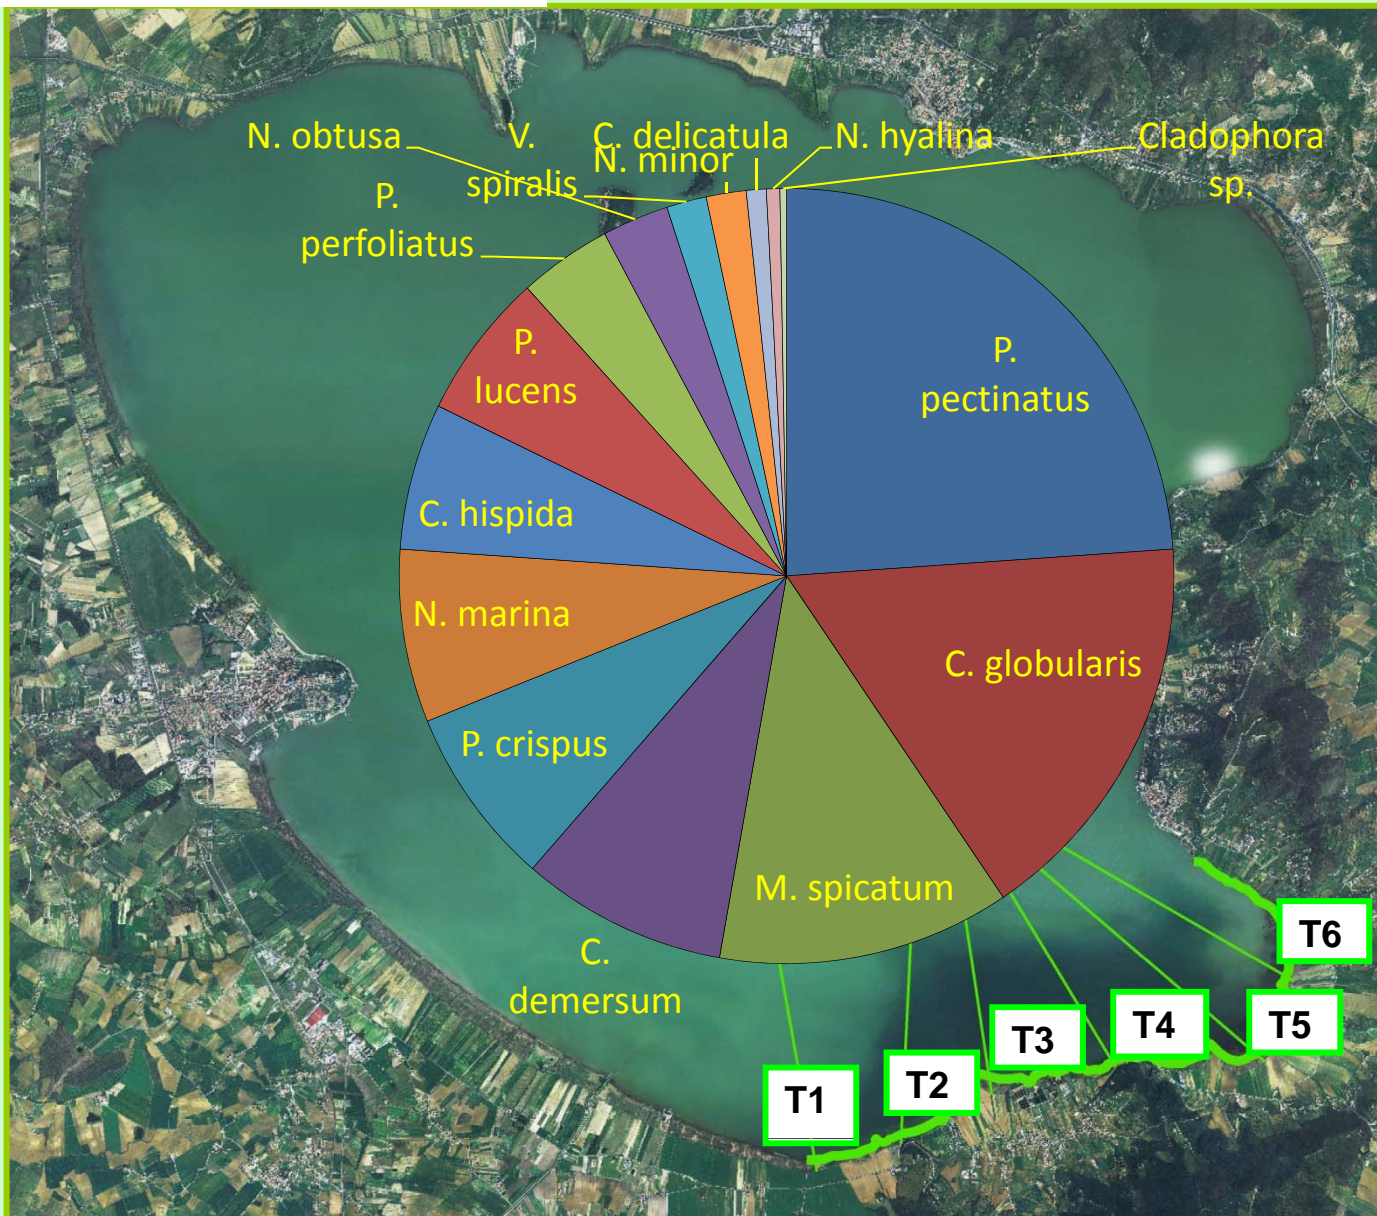 N. obtusa
V.
spiralis
C. delicatula
N. minor
N. hyalina
Cladophora
sp.
P.
perfoliatus
P.
lucens
P.
pectinatus
C. hispida
N. marina
C. globularis
P. crispus
M. spicatum
C.
demersum
T6
T5
T4
T3
T2
T1